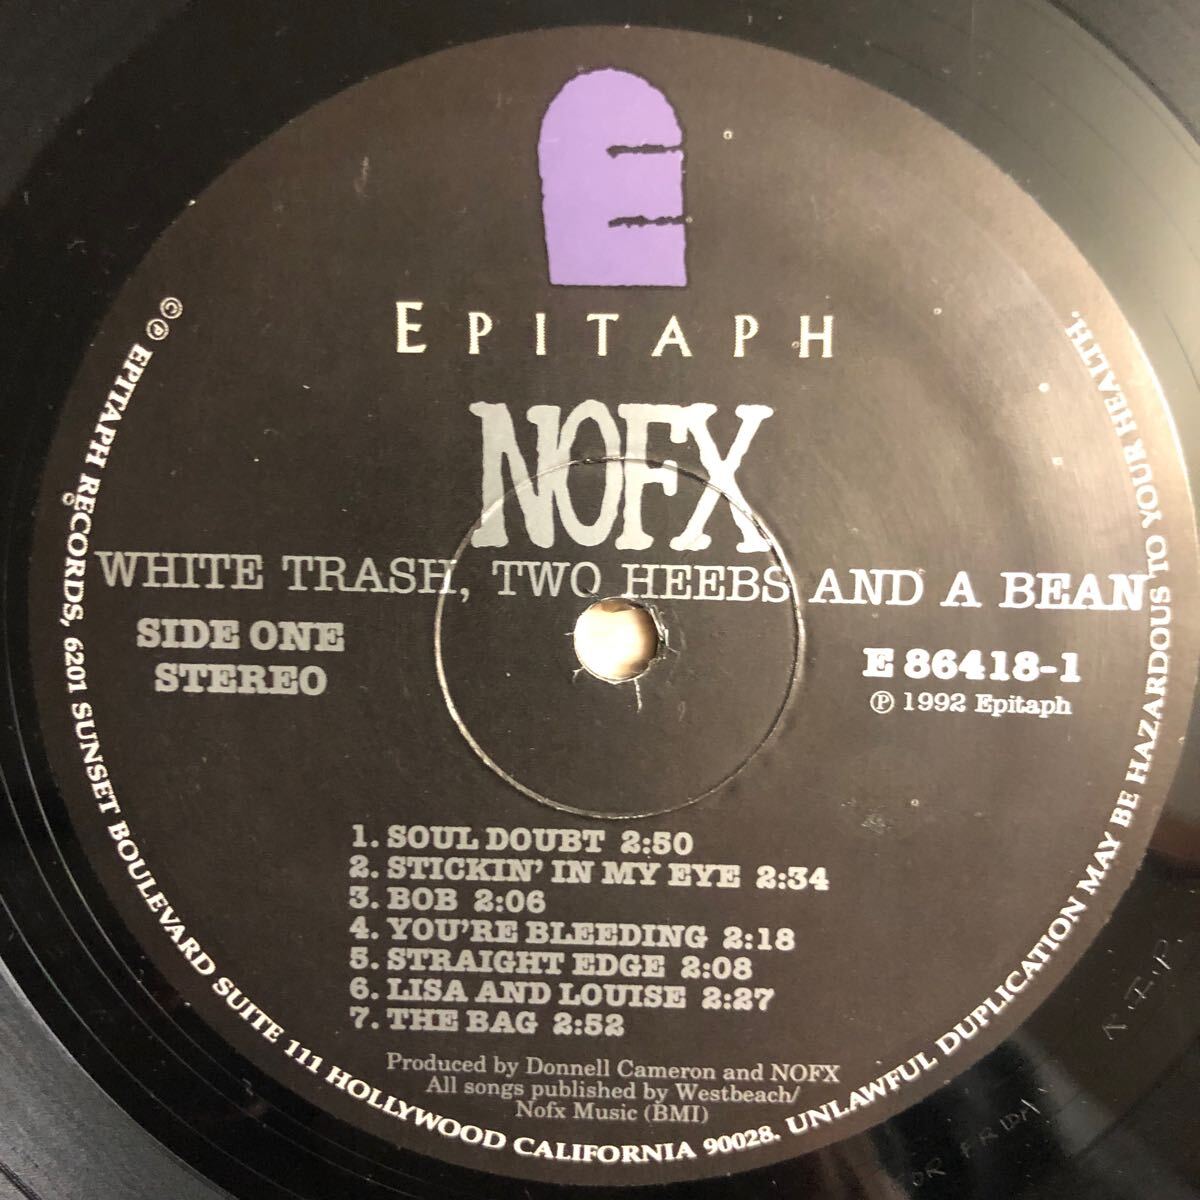 EPITAPH
NOFX
WHITE TRASH, TWO HEEBS AND A BEAN
SIDE ONE
STEREO
E 86418-1
Ⓟ 1992 Epitaph
1. SOUL DOUBT 2:50
2. STICKIN' IN MY EYE 2:34
3. BOB 2:06
4. YOU'RE BLEEDING 2:18
5. STRAIGHT EDGE 2:08
6. LISA AND LOUISE 2:27
7. THE BAG 2:52
Produced by Donnell Cameron and NOFX
All songs published by Westbeach/
Nofx Music (BMI)
©Ⓟ EPITAPH RECORDS, 6201 SUNSET BOULEVARD SUITE 111 HOLLYWOOD CALIFORNIA 90028. UNLAWFUL DUPLICATION MAY BE HAZARDOUS TO YOUR HEALTH.
OR